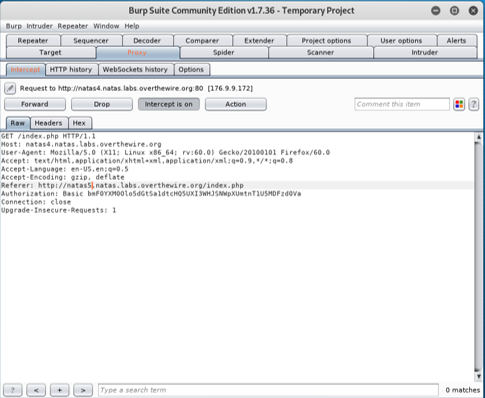 Burp Suite Community Edition v1.7.36 - Temporary Project
Burp Intruder Repeater Window Help
Repeater Sequencer Decoder Comparer Extender Project options User options Alerts
Target Proxy Spider Scanner Intruder
Intercept HTTP history WebSockets history Options
Request to http://natas4.natas.labs.overthewire.org:80 [176.9.9.172]
Forward Drop Intercept is on Action Comment this item ?
Raw Headers Hex
GET /index.php HTTP/1.1
Host: natas4.natas.labs.overthewire.org
User-Agent: Mozilla/5.0 (X11; Linux x86_64; rv:60.0) Gecko/20100101 Firefox/60.0
Accept: text/html,application/xhtml+xml,application/xml;q=0.9,*/*;q=0.8
Accept-Language: en-US,en;q=0.5
Accept-Encoding: gzip, deflate
Referer: http://natas5.natas.labs.overthewire.org/index.php
Authorization: Basic
Connection: close
Upgrade-Insecure-Requests: 1
? < + > Type a search term 0 matches